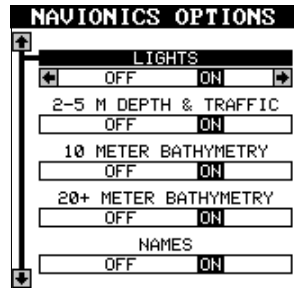 NAVIONICS OPTIONS
LIGHTS
OFF ON
2-5 M DEPTH & TRAFFIC
OFF ON
10 METER BATHYMETRY
OFF ON
20+ METER BATHYMETRY
OFF ON
NAMES
OFF ON